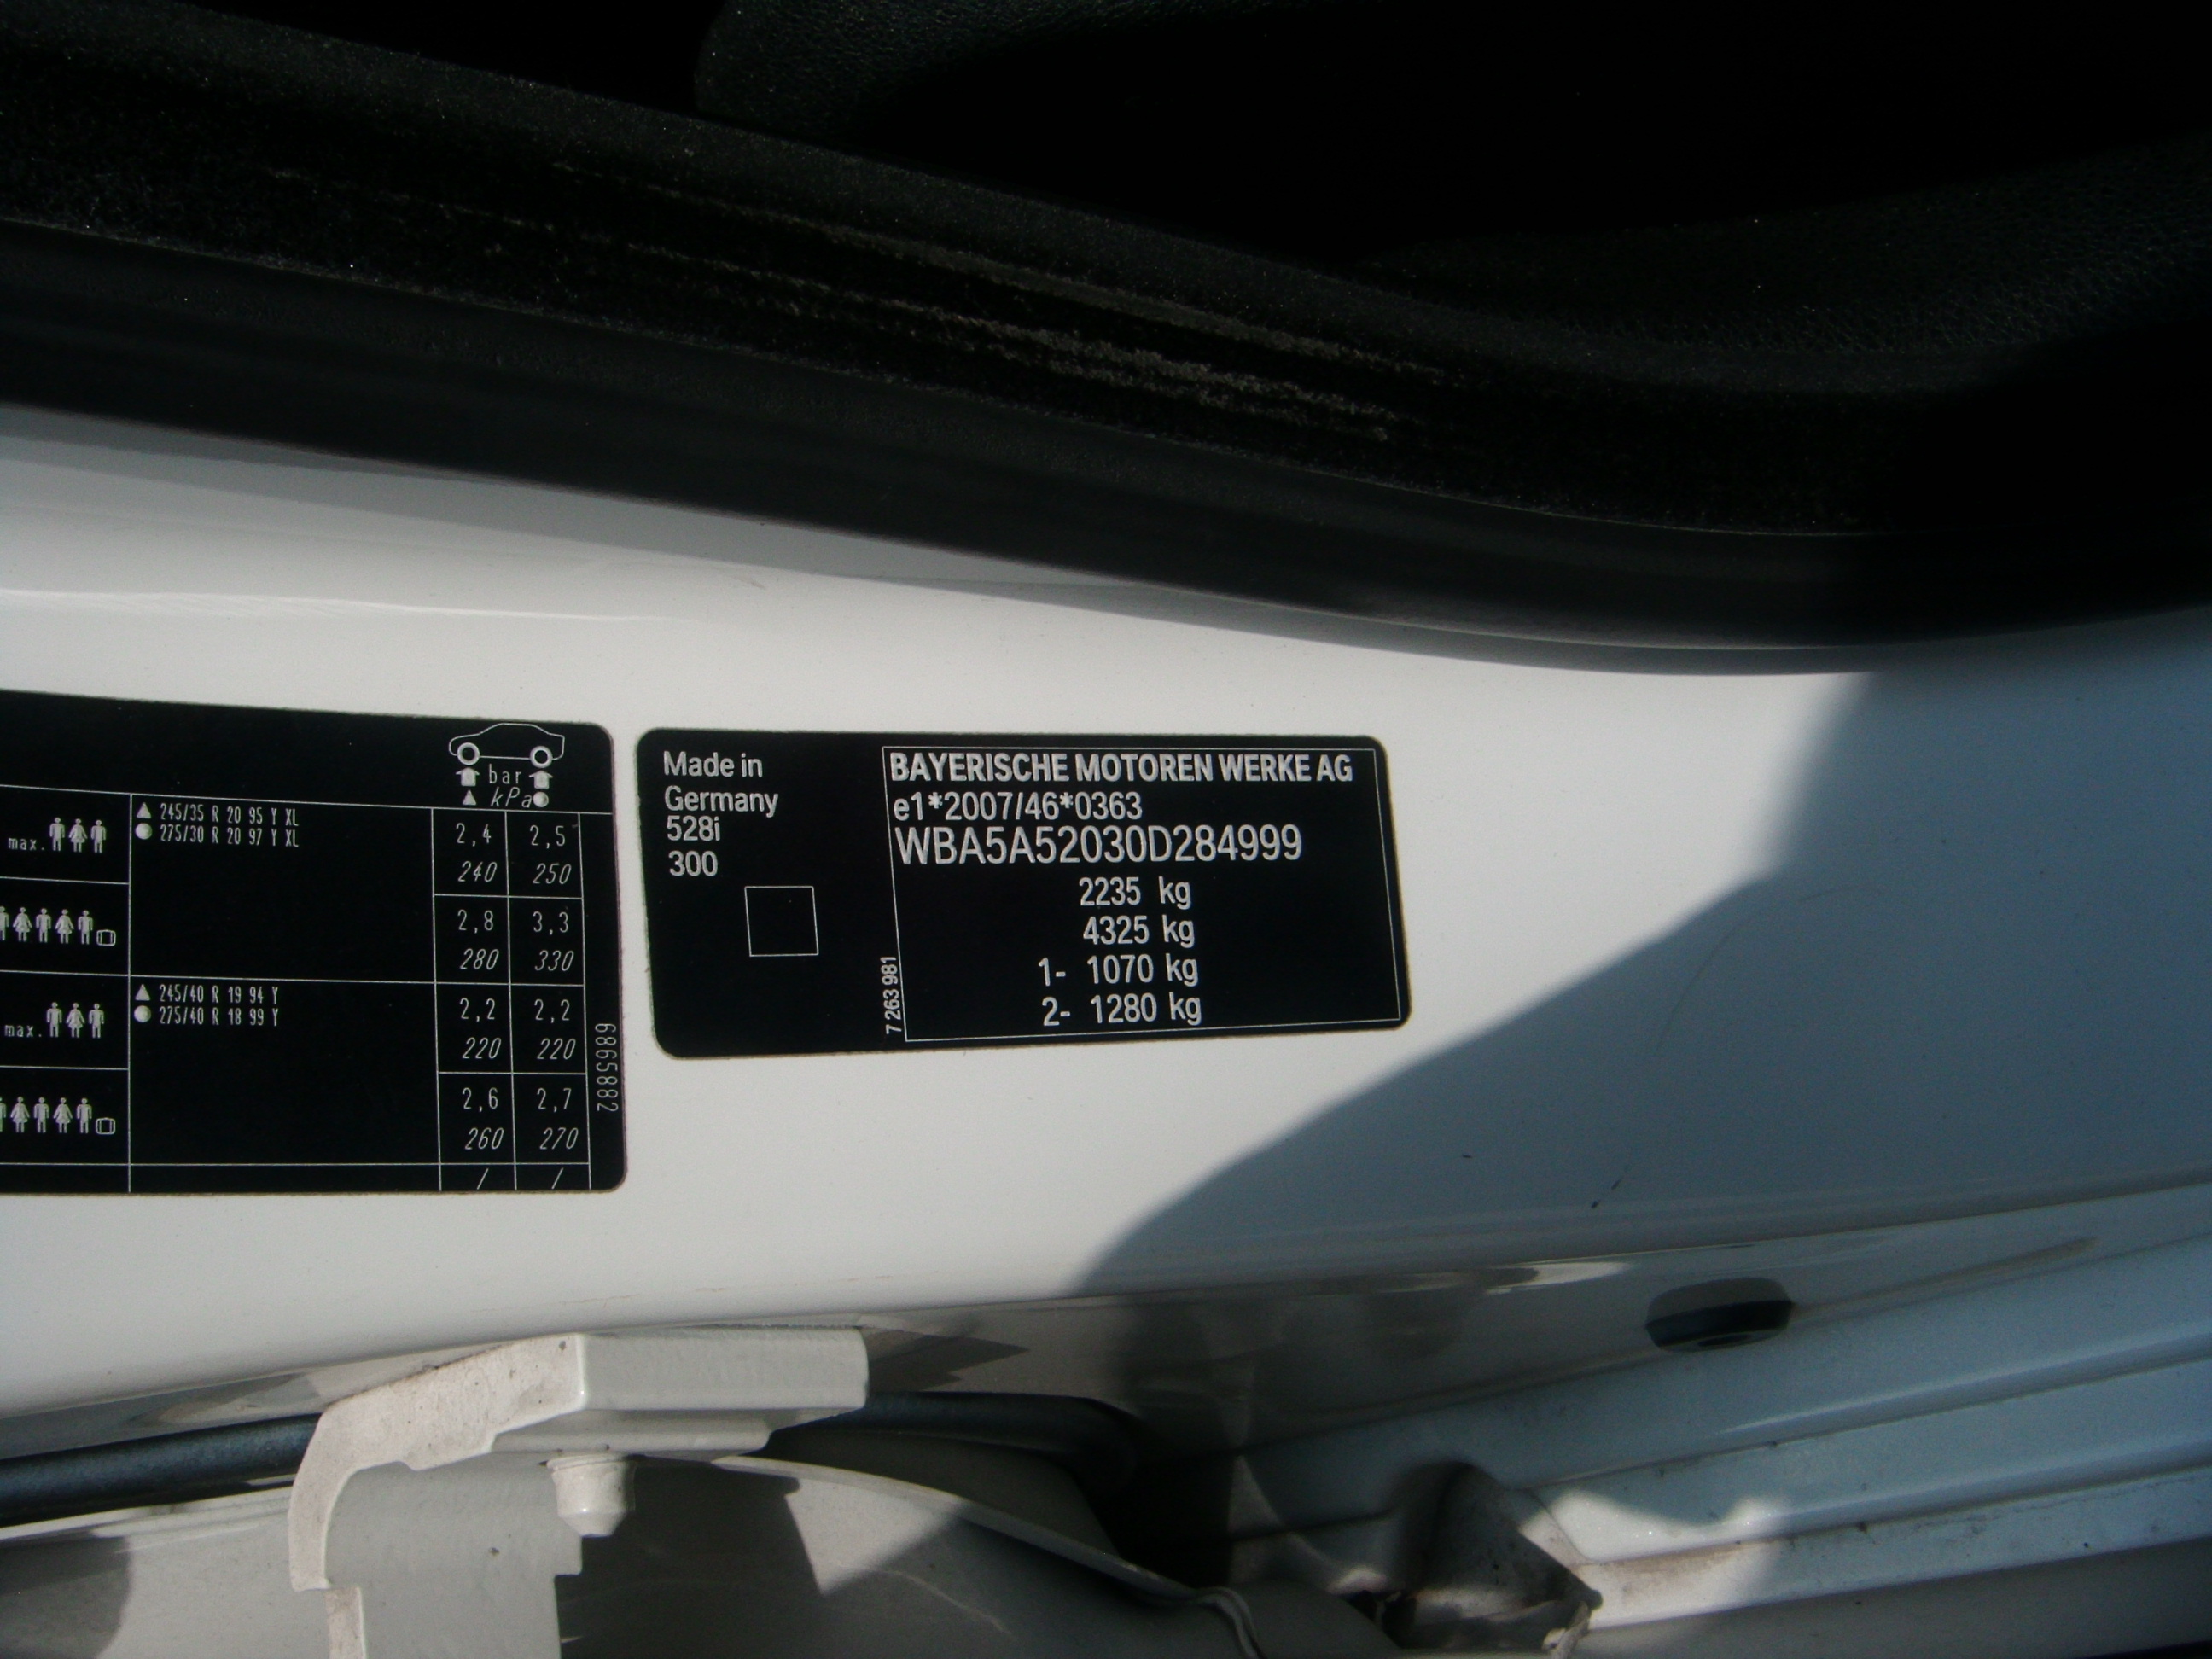 bar
kPa
max.
245/35 R 20 95 Y XL
275/30 R 20 97 Y XL
2,4 2,5
240 250
2,8 3,3
280 330
max.
245/40 R 19 94 Y
275/40 R 18 99 Y
2,2 2,2
220 220
2,6 2,7
260 270
/ /
6865882
Made in
Germany
528i
300
7 263 981
BAYERISCHE MOTOREN WERKE AG
e1*2007/46*0363
WBA5A52030D284999
2235 kg
4325 kg
1- 1070 kg
2- 1280 kg